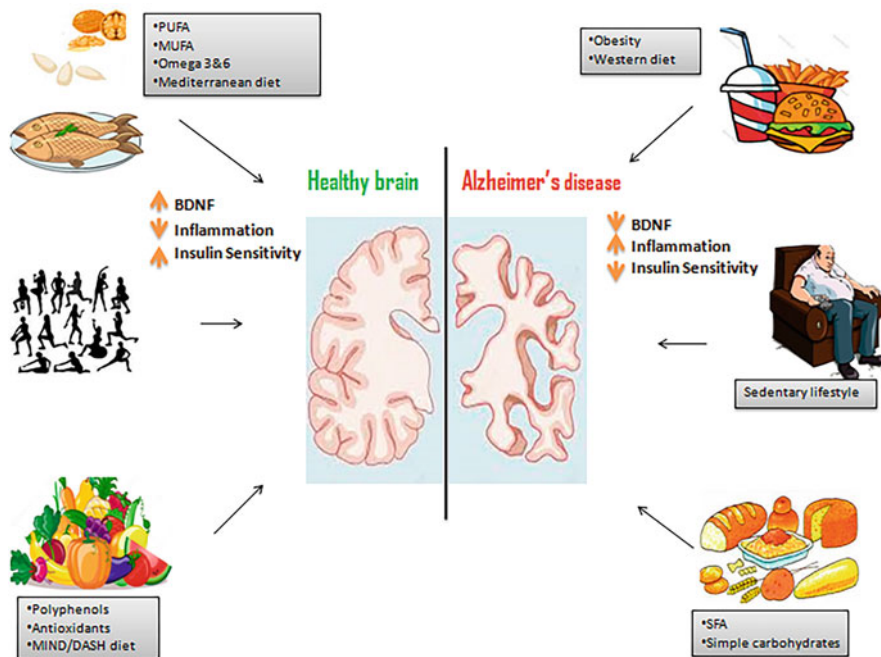 •PUFA
•MUFA
•Omega 3&6
•Mediterranean diet
•Obesity
•Western diet
Healthy brain
Alzheimer's disease
BDNF
Inflammation
Insulin Sensitivity
BDNF
Inflammation
Insulin Sensitivity
Sedentary lifestyle
•Polyphenols
•Antioxidants
•MIND/DASH diet
•SFA
•Simple carbohydrates